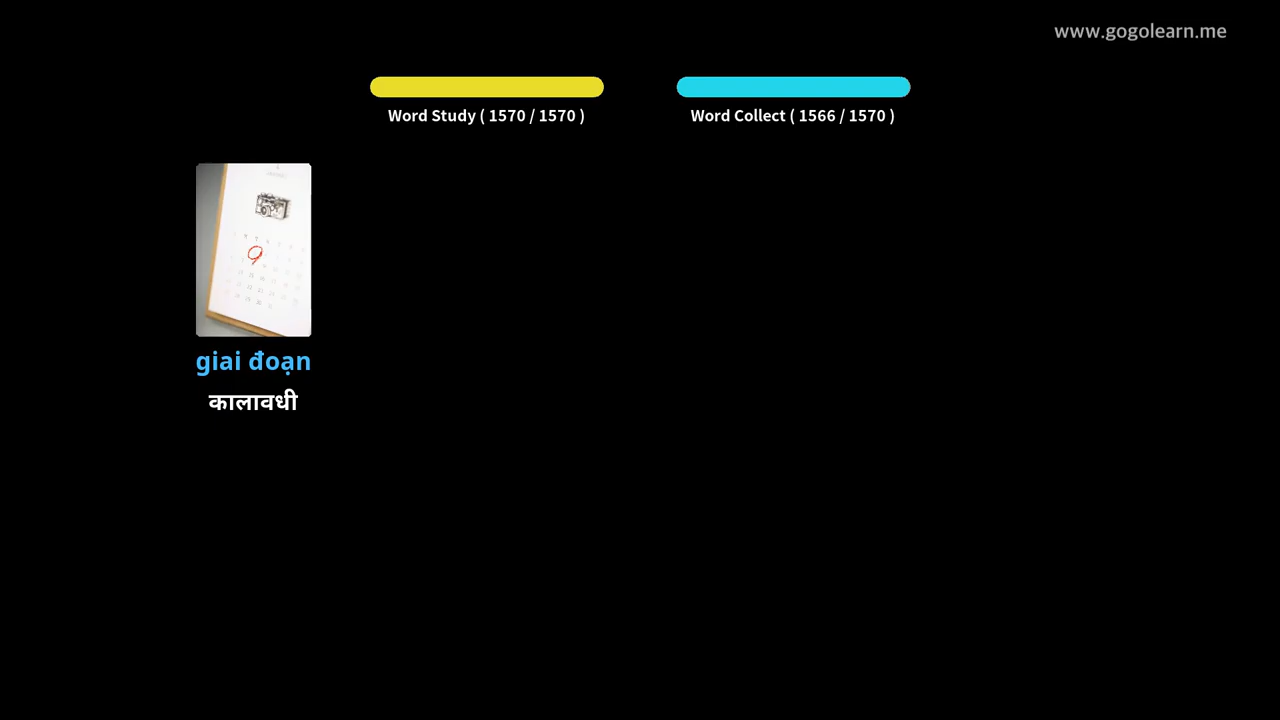 www.gogolearn.me
Word Study ( 1570 / 1570 )
Word Collect ( 1566 / 1570 )
giai đoạn
कालावधी